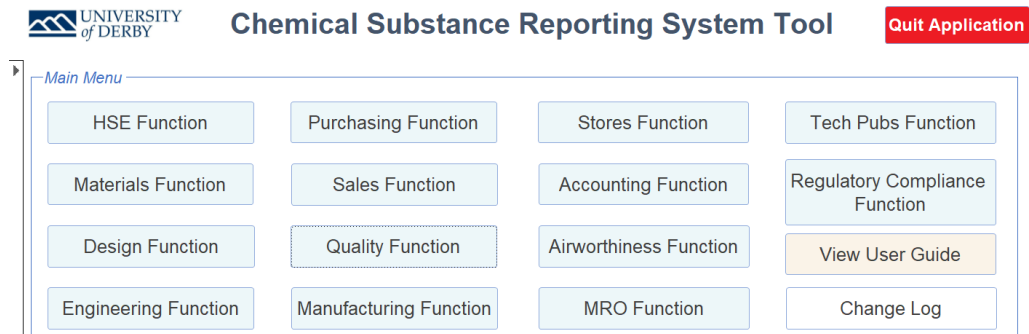 UNIVERSITY
of DERBY
Chemical Substance Reporting System Tool
Quit Application
Main Menu
HSE Function
Purchasing Function
Stores Function
Tech Pubs Function
Materials Function
Sales Function
Accounting Function
Regulatory Compliance
Function
Design Function
Quality Function
Airworthiness Function
View User Guide
Engineering Function
Manufacturing Function
MRO Function
Change Log